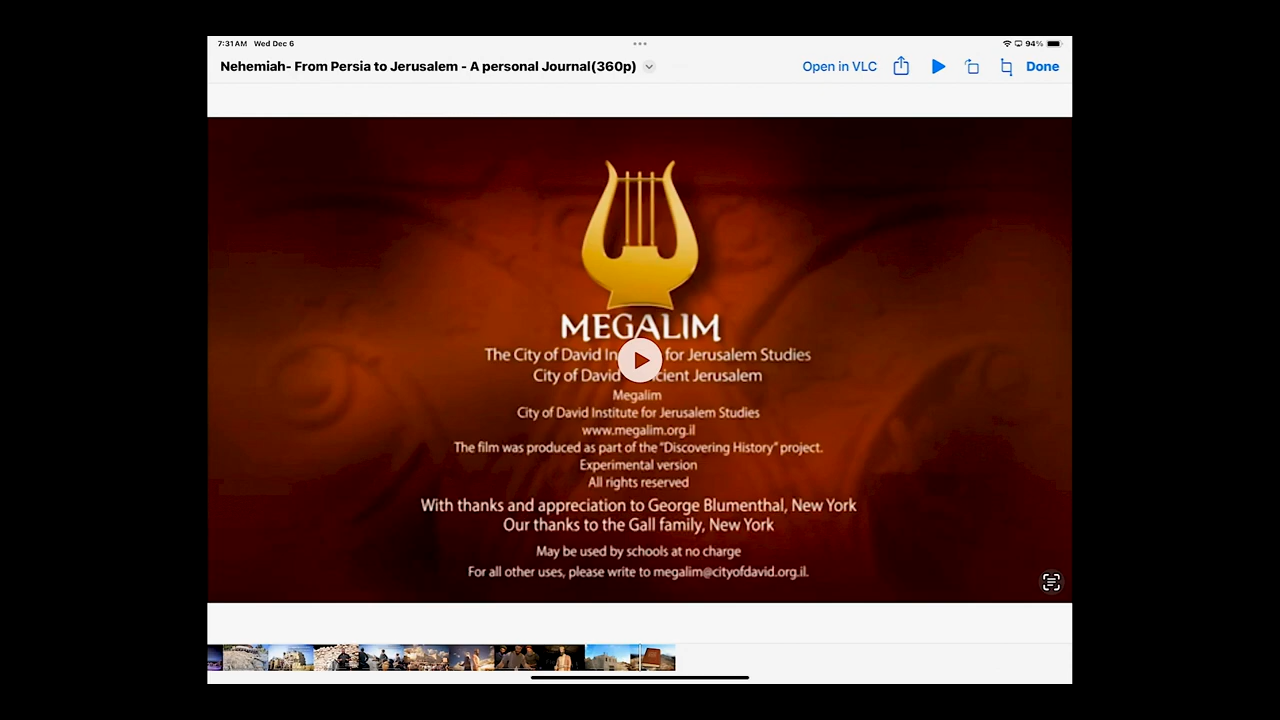 7:31AM Wed Dec 6
94%
Nehemiah- From Persia to Jerusalem - A personal Journal(360p)
Open in VLC
Done
MEGALIM
The City of David In for Jerusalem Studies
City of David cient Jerusalem
Megalim
City of David Institute for Jerusalem Studies
www.megalim.org.il
The film was produced as part of the "Discovering History" project.
Experimental version
All rights reserved
With thanks and appreciation to George Blumenthal, New York
Our thanks to the Gall family, New York
May be used by schools at no charge
For all other uses, please write to megalim@cityofdavid.org.il.